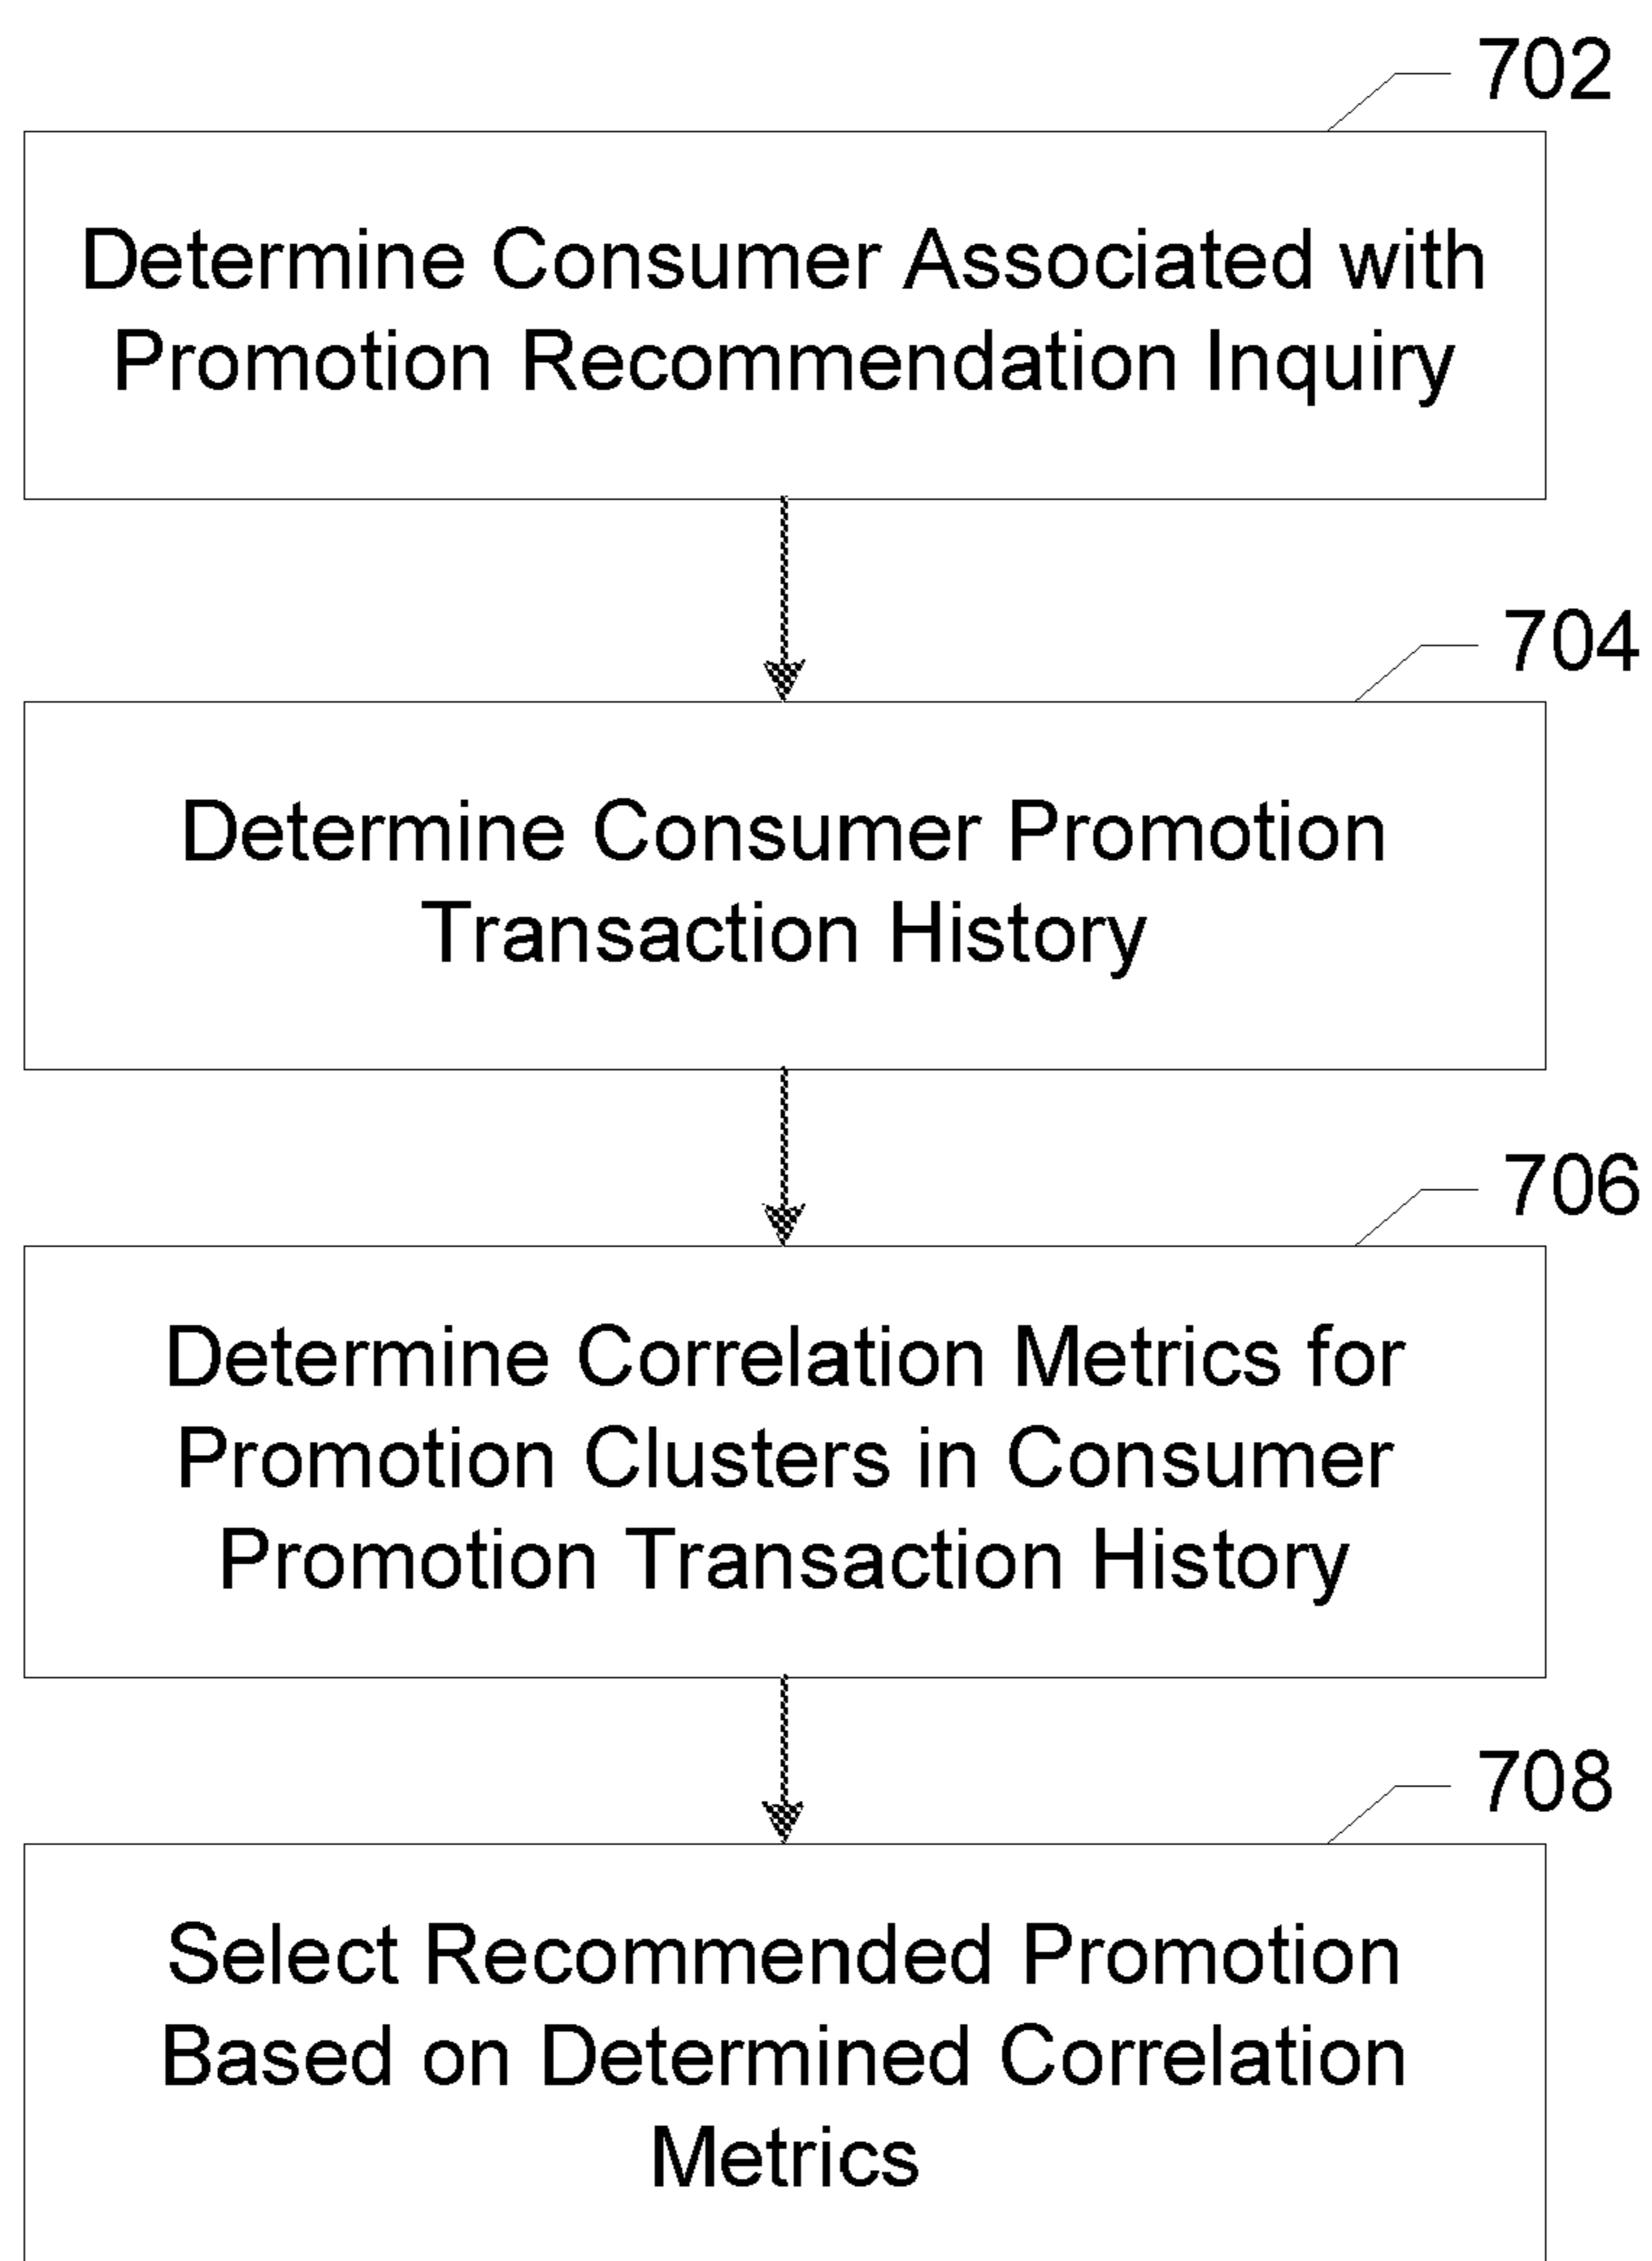 702
Determine Consumer Associated with
Promotion Recommendation Inquiry
704
Determine Consumer Promotion
Transaction History
706
Determine Correlation Metrics for
Promotion Clusters in Consumer
Promotion Transaction History
708
Select Recommended Promotion
Based on Determined Correlation
Metrics